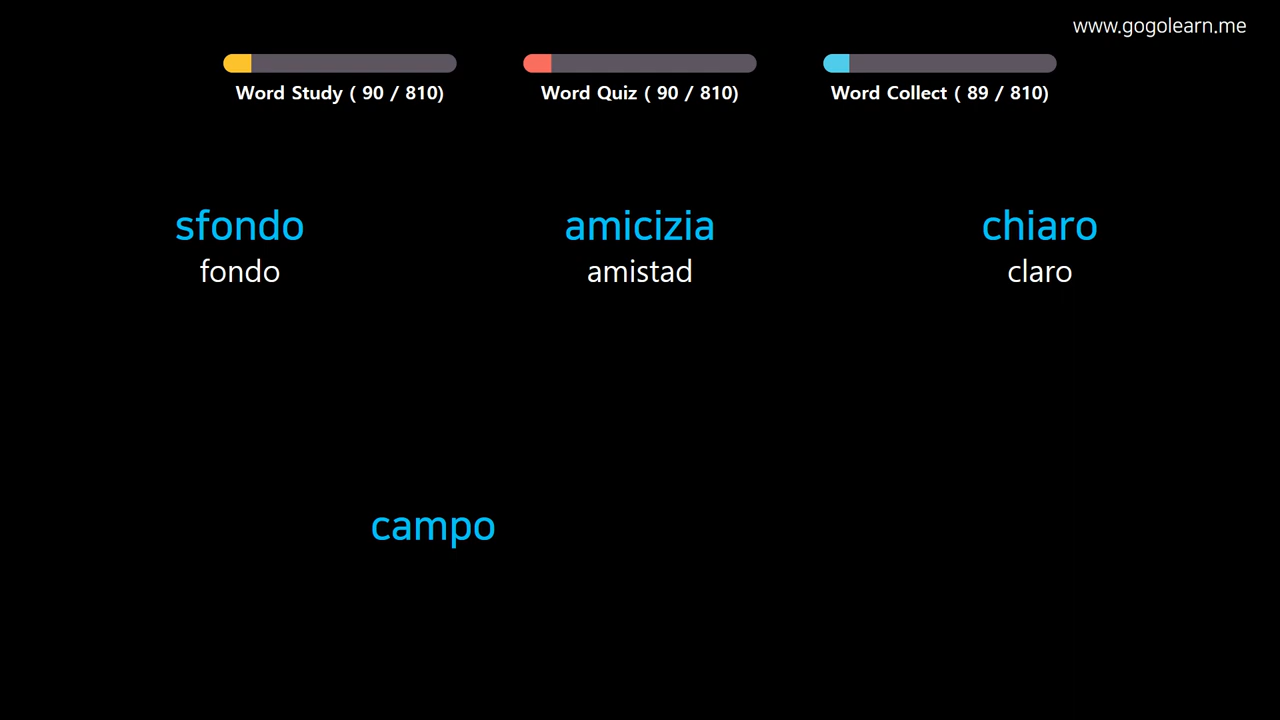 www.gogolearn.me
Word Study ( 90 / 810)
Word Quiz ( 90 / 810)
Word Collect ( 89 / 810)
sfondo
fondo
amicizia
amistad
chiaro
claro
campo